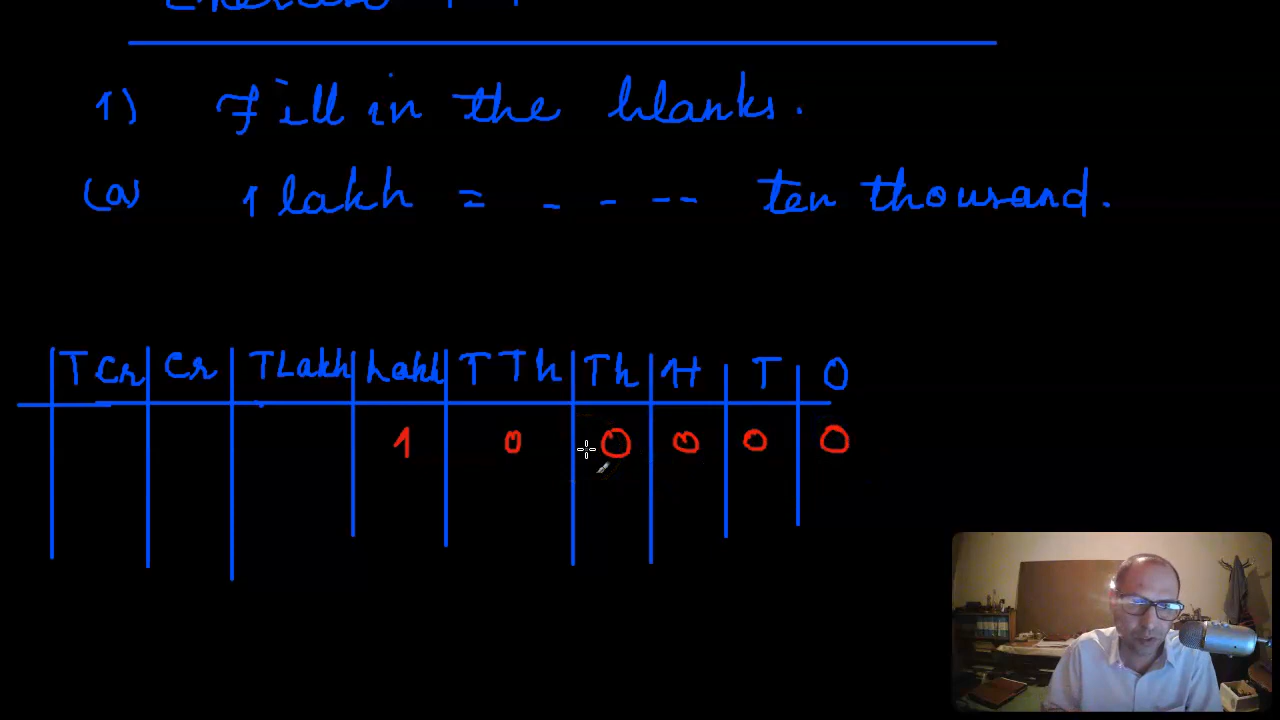 1) Fill in the blanks.
(a) 1 lakh = - - -- ten thousand.
T Cr Cr TLakh Lakh T Th Th H T O
1 0 0 0 0 0